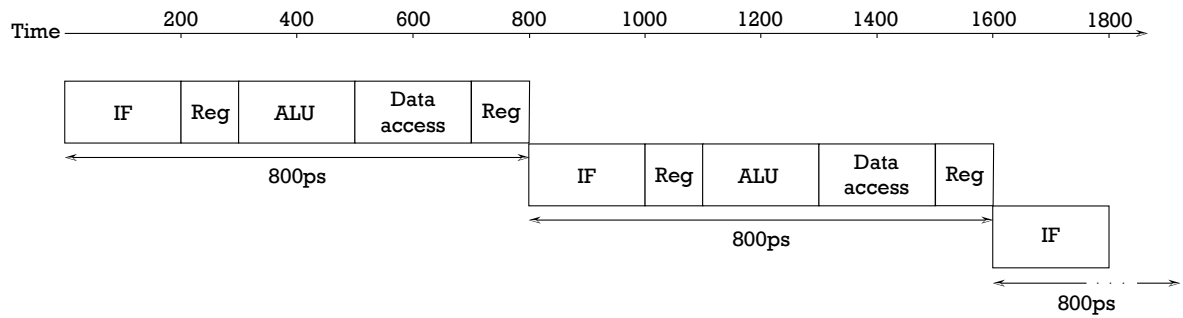 200 400 600 800 1000 1200 1400 1600 1800
Time
IF Reg ALU Data access Reg
800ps
IF Reg ALU Data access Reg
800ps
IF
800ps